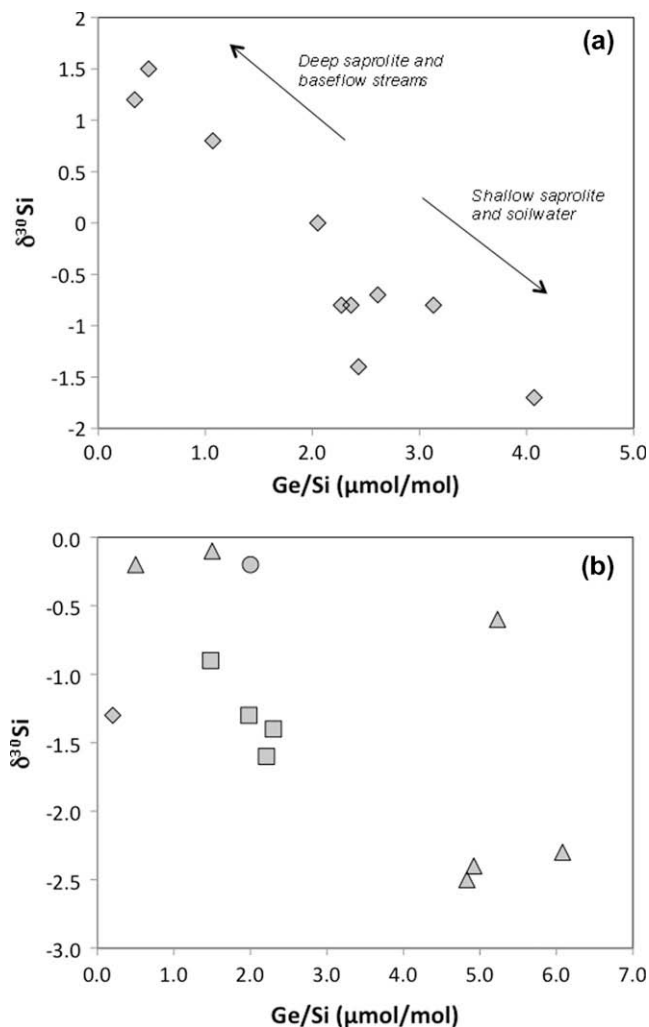 2
(a)
Deep saprolite and
baseflow streams
1.5
1
0.5
Shallow saprolite
and soilwater
0
-0.5
-1
-1.5
-2
δ³⁰Si
0.0 1.0 2.0 3.0 4.0 5.0
Ge/Si (µmol/mol)
0.0
(b)
-0.5
-1.0
-1.5
-2.0
-2.5
-3.0
δ³⁰Si
0.0 1.0 2.0 3.0 4.0 5.0 6.0 7.0
Ge/Si (µmol/mol)